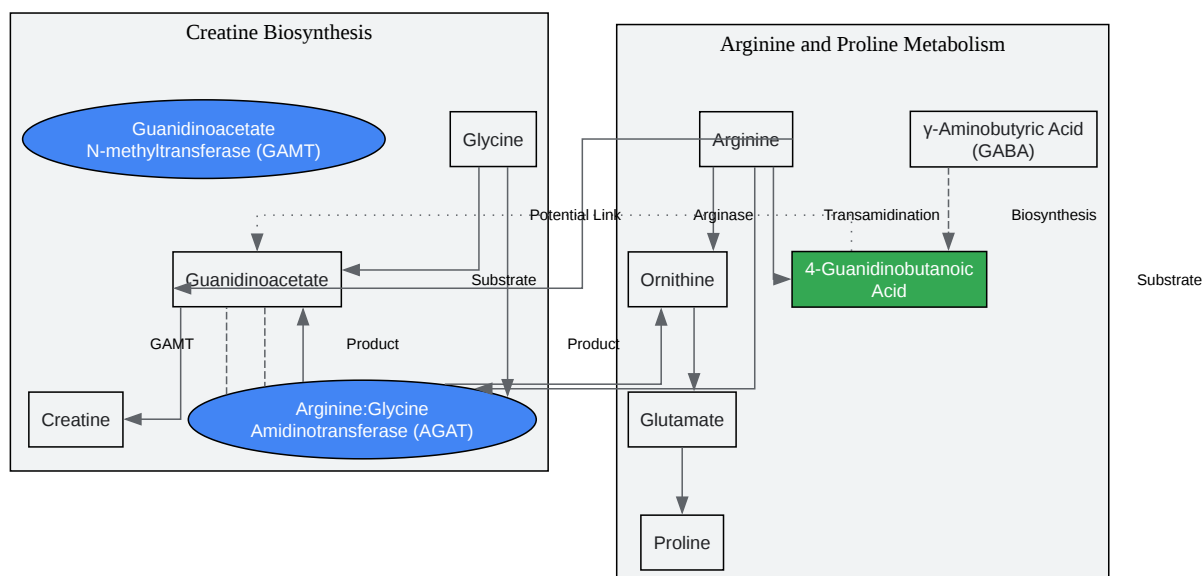 Creatine Biosynthesis
Arginine and Proline Metabolism
Guanidinoacetate
N-methyltransferase (GAMT)
Glycine
Arginine
γ-Aminobutyric Acid
(GABA)
Potential Link
Arginase
Transamidination
Biosynthesis
Guanidinoacetate
Substrate
Ornithine
4-Guanidinobutanoic
Acid
Substrate
GAMT
Product
Product
Creatine
Arginine:Glycine
Amidinotransferase (AGAT)
Glutamate
Proline